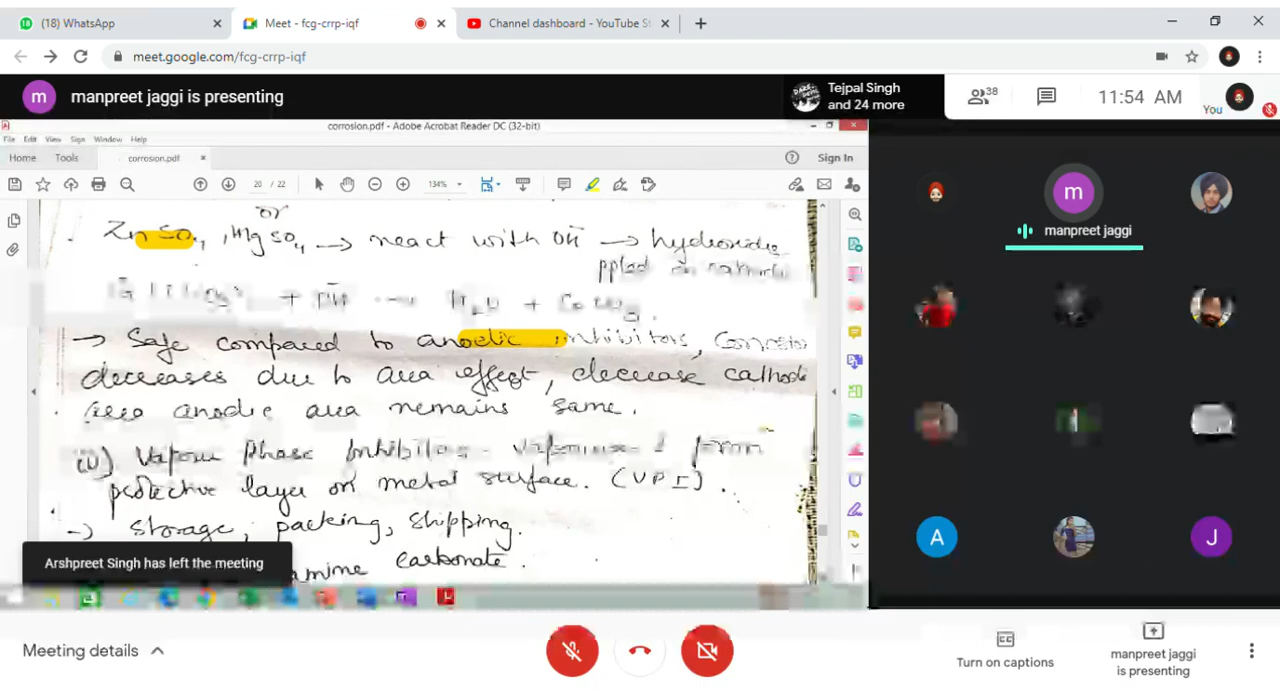 (18) WhatsApp
Meet - fcg-crrp-iqf
Channel dashboard - YouTube St
meet.google.com/fcg-crrp-iqf
m
manpreet jaggi is presenting
Tejpal Singh
and 24 more
38
11:54 AM
You
corrosion.pdf - Adobe Acrobat Reader DC (32-bit)
File Edit View Sign Window Help
Home Tools
corrosion.pdf
Sign In
20 / 22
134%
or
ZnSO4, MgSO4 → react with OH → hydroxide
ppted on
→ Safe compared to anodic inhibitors, Corrosion
decreases due to area effect, decrease cathode
area anodic area remains same.
Vapour Phase Inhibitor - form
protective layer on metal surface. (VPI).
→ storage, packing, shipping.
amine carbonate.
m
manpreet jaggi
A
J
Arshpreet Singh has left the meeting
Meeting details
Turn on captions
manpreet jaggi
is presenting